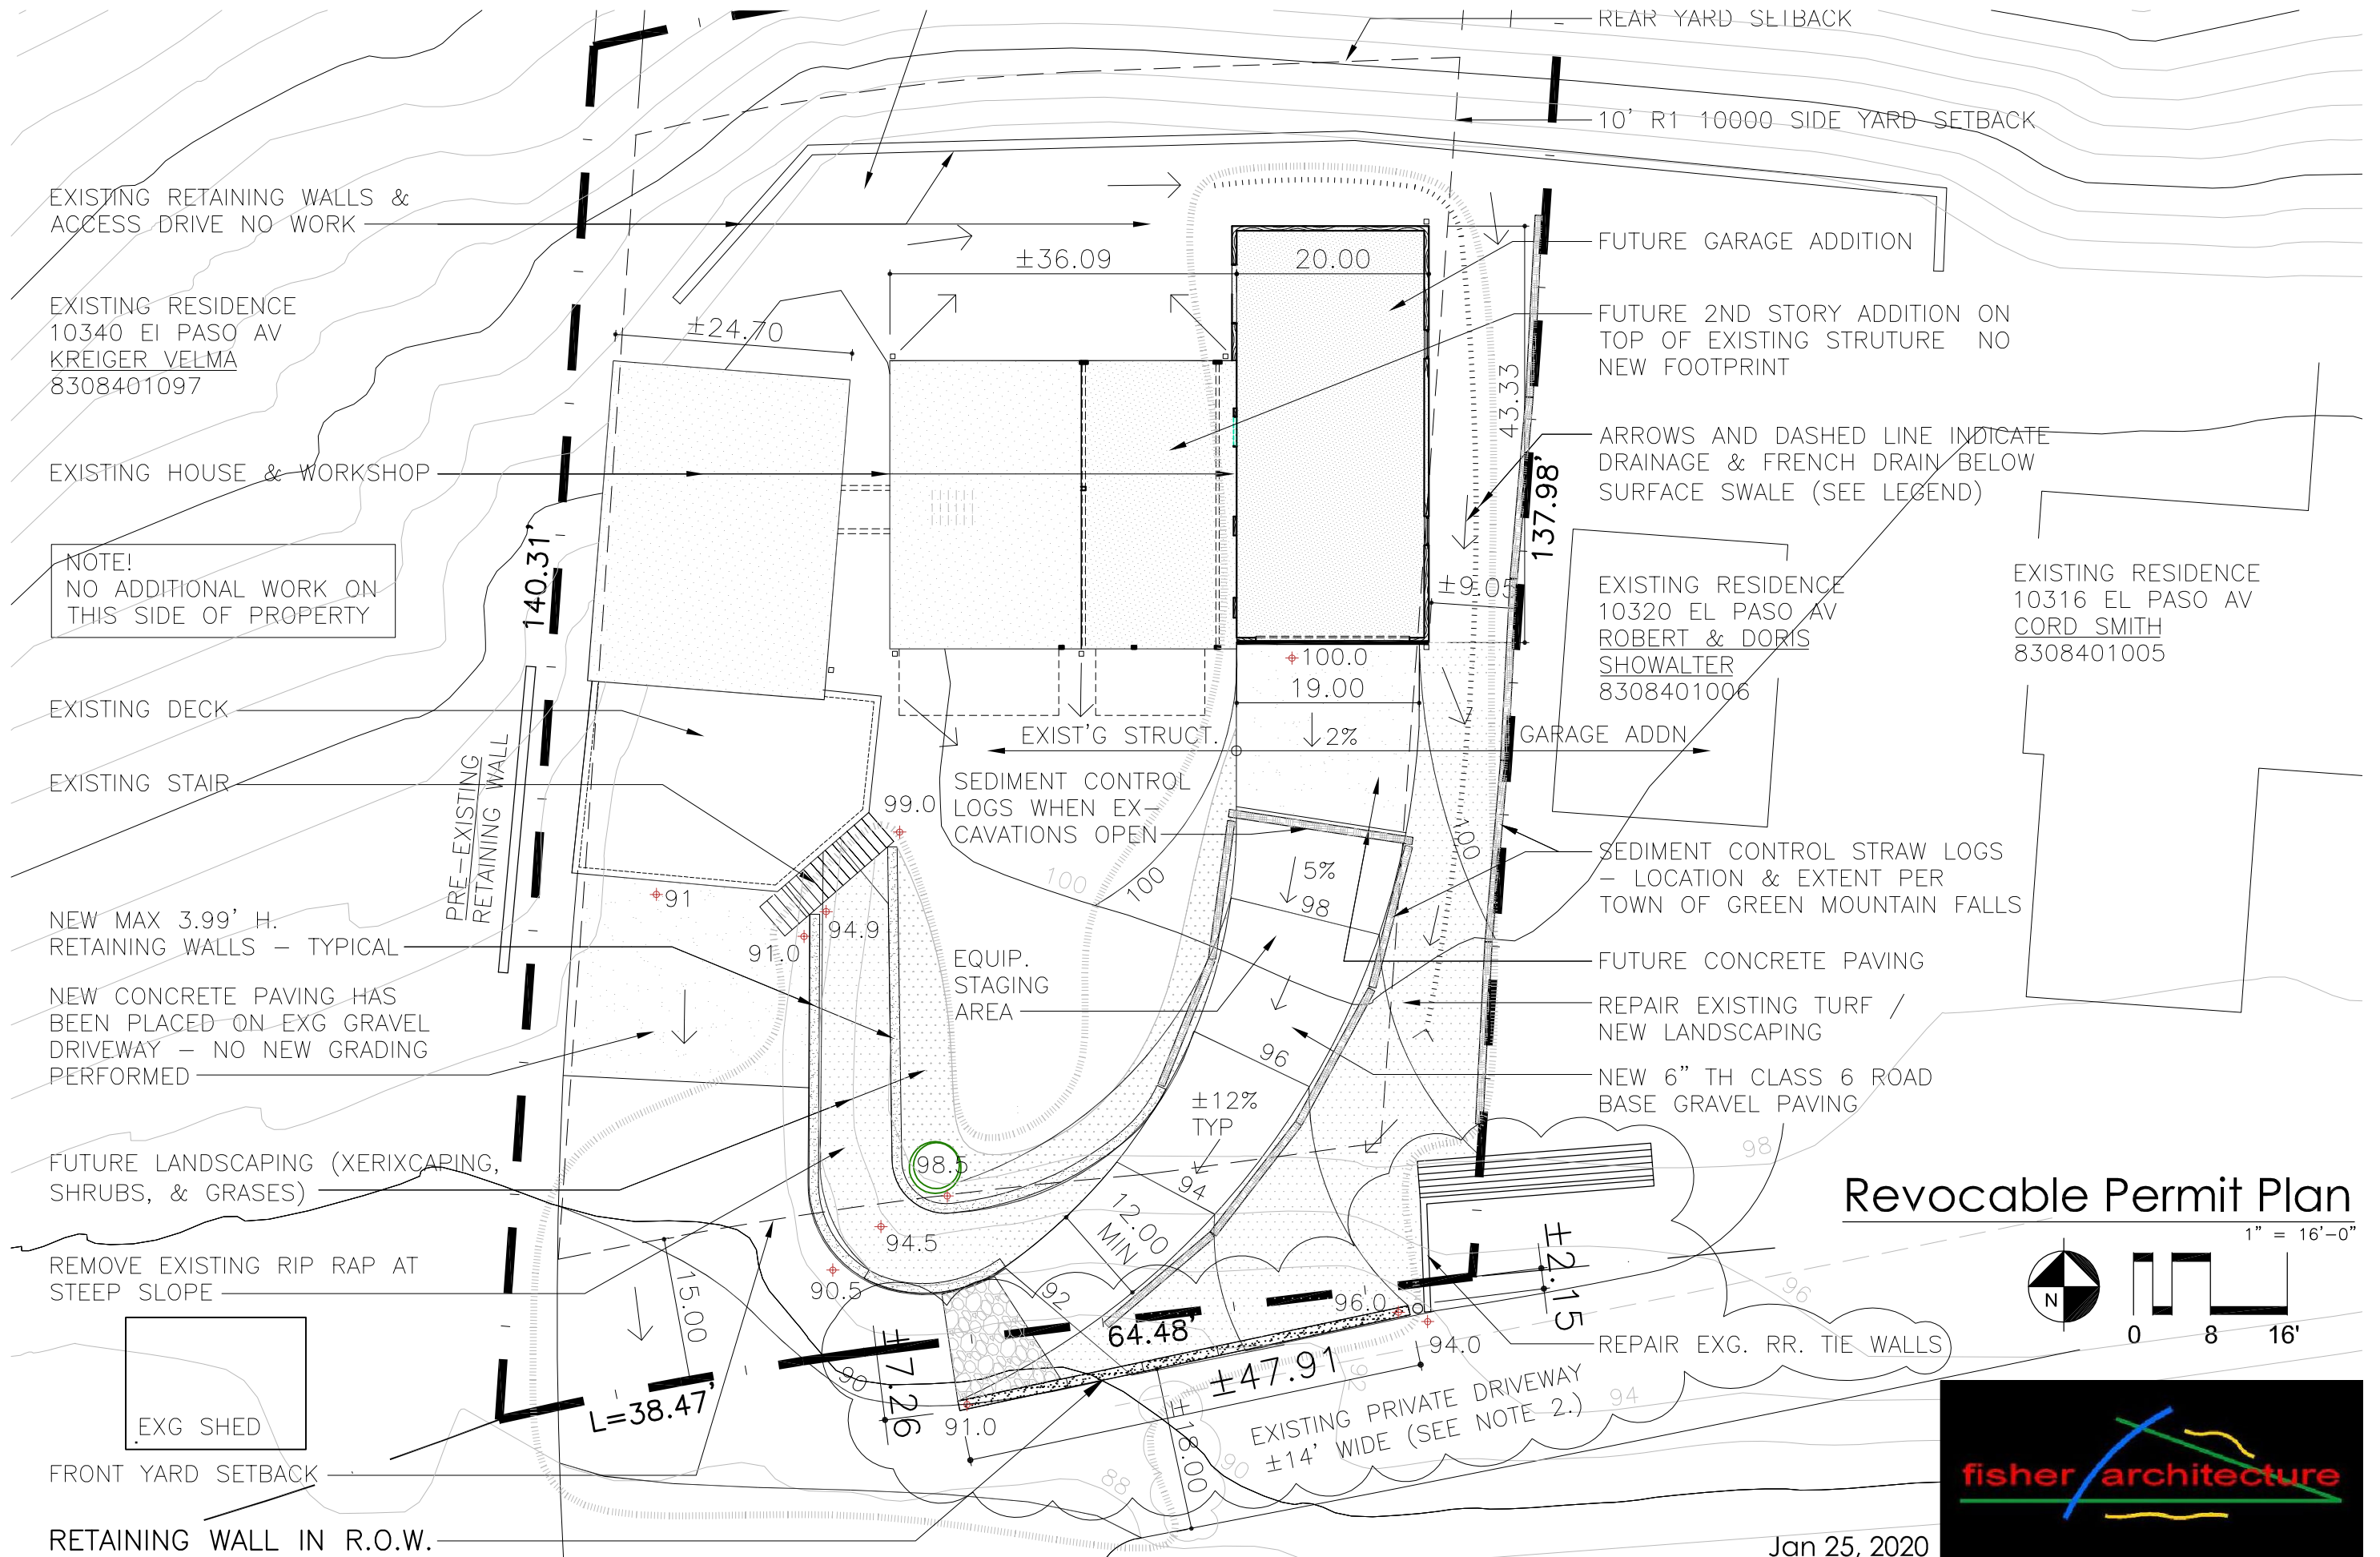 REAR YARD SETBACK
10' R1 10000 SIDE YARD SETBACK
EXISTING RETAINING WALLS &
ACCESS DRIVE NO WORK
FUTURE GARAGE ADDITION
±36.09
20.00
EXISTING RESIDENCE
10340 El PASO AV
KREIGER VELMA
8308401097
±24.70
FUTURE 2ND STORY ADDITION ON
TOP OF EXISTING STRUTURE NO
NEW FOOTPRINT
43.33
137.98'
ARROWS AND DASHED LINE INDICATE
DRAINAGE & FRENCH DRAIN BELOW
SURFACE SWALE (SEE LEGEND)
EXISTING HOUSE & WORKSHOP
NOTE!
NO ADDITIONAL WORK ON
THIS SIDE OF PROPERTY
140.31'
±9.05
EXISTING RESIDENCE
10320 EL PASO AV
ROBERT & DORIS
SHOWALTER
8308401006
EXISTING RESIDENCE
10316 EL PASO AV
CORD SMITH
8308401005
100.0
19.00
2%
EXISTING DECK
EXIST'G STRUCT.
GARAGE ADDN
EXISTING STAIR
PRE-EXISTING
RETAINING WALL
99.0
SEDIMENT CONTROL
LOGS WHEN EX-
CAVATIONS OPEN
100
100
100
5%
98
SEDIMENT CONTROL STRAW LOGS
- LOCATION & EXTENT PER
TOWN OF GREEN MOUNTAIN FALLS
91
94.9
91.0
NEW MAX 3.99' H.
RETAINING WALLS - TYPICAL
EQUIP.
STAGING
AREA
FUTURE CONCRETE PAVING
NEW CONCRETE PAVING HAS
BEEN PLACED ON EXG GRAVEL
DRIVEWAY - NO NEW GRADING
PERFORMED
REPAIR EXISTING TURF /
NEW LANDSCAPING
96
NEW 6" TH CLASS 6 ROAD
BASE GRAVEL PAVING
±12%
TYP
98
FUTURE LANDSCAPING (XERIXCAPING,
SHRUBS, & GRASES)
98.5
94
12.00
MIN
94.5
Revocable Permit Plan
1" = 16'-0"
REMOVE EXISTING RIP RAP AT
STEEP SLOPE
90.5
92
15.00
±2.15
96
N
0 8 16'
96.0
94.0
64.48'
REPAIR EXG. RR. TIE WALLS
±7.26
90
±47.91
92
94
L=38.47'
EXG SHED
91.0
EXISTING PRIVATE DRIVEWAY
±14' WIDE (SEE NOTE 2.)
±18.00
90
88
FRONT YARD SETBACK
RETAINING WALL IN R.O.W.
fisher architecture
Jan 25, 2020